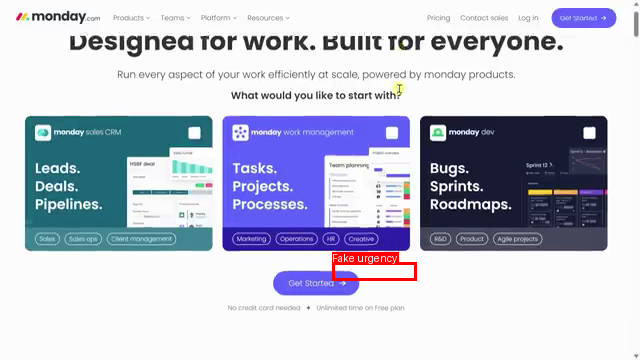 monday.com
Products
Teams
Platform
Resources
Pricing
Contact sales
Log in
Get Started →
Designed for work. Built for everyone.
Run every aspect of your work efficiently at scale, powered by monday products.
What would you like to start with?
monday sales CRM
Leads.
Deals.
Pipelines.
HSBF deal
Sales
Sales ops
Client management
monday work management
Tasks.
Projects.
Processes.
Team planning
Marketing
Operations
HR
Creative
monday dev
Bugs.
Sprints.
Roadmaps.
Sprint 12
R&D
Product
Agile projects
Fake urgency
Get Started →
No credit card needed ✦ Unlimited time on Free plan